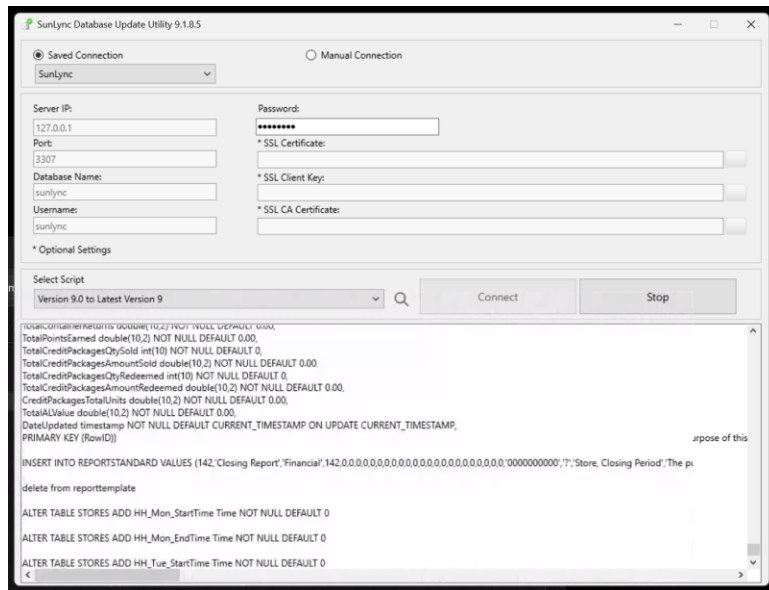 SunLync Database Update Utility 9.1.8.5
Saved Connection
Manual Connection
SunLync
Server IP:
Password:
127.0.0.1
••••••••
Port:
* SSL Certificate:
3307
Database Name:
* SSL Client Key:
sunlync
Username:
* SSL CA Certificate:
sunlync
* Optional Settings
Select Script
Version 9.0 to Latest Version 9
Connect
Stop
TotalContainerReturns double(10,2) NOT NULL DEFAULT 0.00,
TotalPointsEarned double(10,2) NOT NULL DEFAULT 0.00,
TotalCreditPackagesQtySold int(10) NOT NULL DEFAULT 0,
TotalCreditPackagesAmountSold double(10,2) NOT NULL DEFAULT 0.00,
TotalCreditPackagesQtyRedeemed int(10) NOT NULL DEFAULT 0,
TotalCreditPackagesAmountRedeemed double(10,2) NOT NULL DEFAULT 0.00,
CreditPackagesTotalUnits double(10,2) NOT NULL DEFAULT 0.00,
TotalALValue double(10,2) NOT NULL DEFAULT 0.00,
DateUpdated timestamp NOT NULL DEFAULT CURRENT_TIMESTAMP ON UPDATE CURRENT_TIMESTAMP,
PRIMARY KEY (RowID))
urpose of this
INSERT INTO REPORTSTANDARD VALUES (142,'Closing Report','Financial',142,0,0,0,0,0,0,0,0,0,0,0,0,0,0,0,0,0,0,0,0,0,0,0,'0000000000','?','Store, Closing Period','The pu
delete from reporttemplate
ALTER TABLE STORES ADD HH_Mon_StartTime Time NOT NULL DEFAULT 0
ALTER TABLE STORES ADD HH_Mon_EndTime Time NOT NULL DEFAULT 0
ALTER TABLE STORES ADD HH_Tue_StartTime Time NOT NULL DEFAULT 0